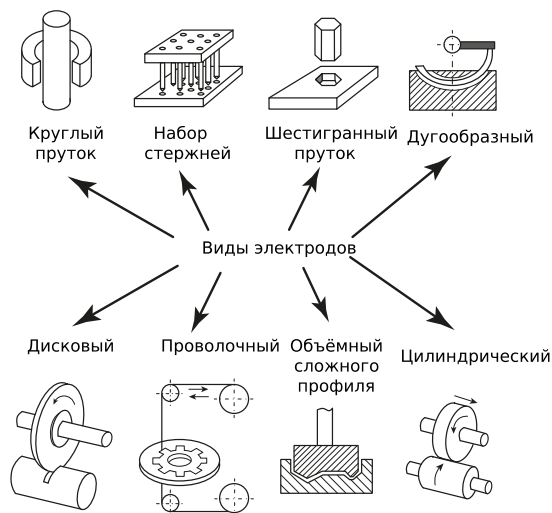 Круглый
пруток
Набор
стержней
Шестигранный
пруток
Дугообразный
Виды электродов
Дисковый
Проволочный
Объёмный
сложного
профиля
Цилиндрический